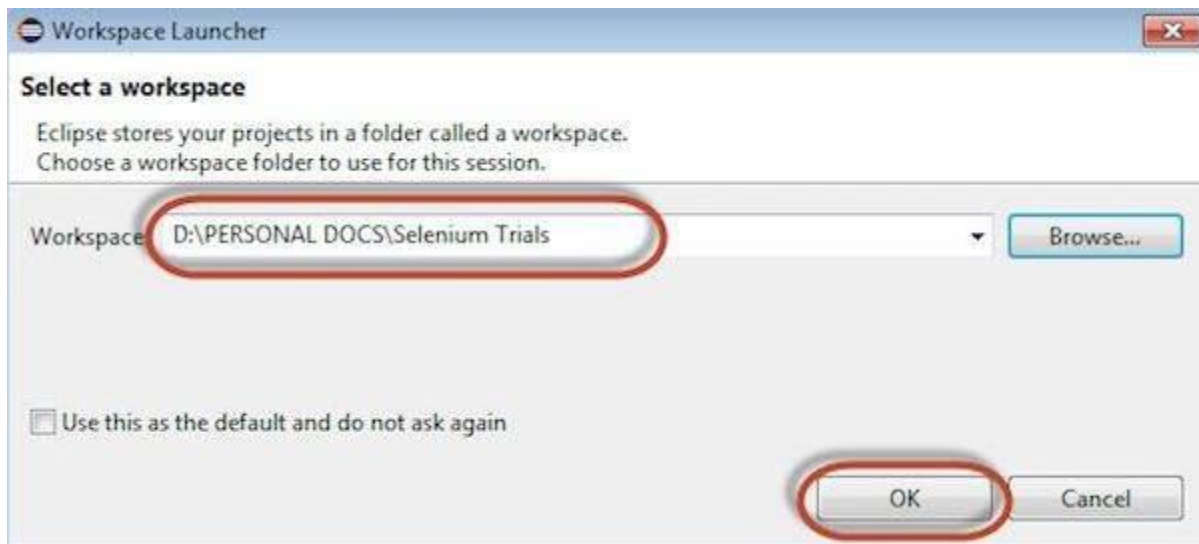 Workspace Launcher
Select a workspace
Eclipse stores your projects in a folder called a workspace.
Choose a workspace folder to use for this session.
Workspace D:\PERSONAL DOCS\Selenium Trials Browse...
Use this as the default and do not ask again
OK Cancel